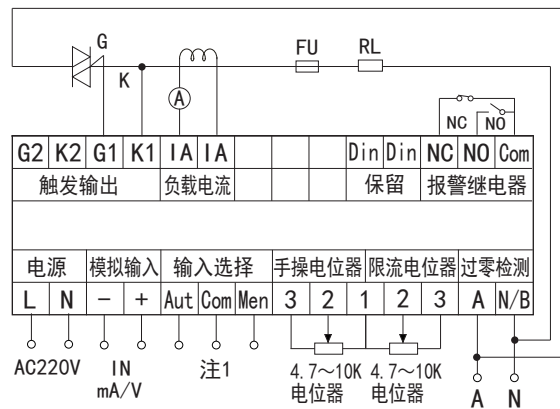 G
K
A
FU
RL
NC
NO
G2 K2 G1 K1 IA IA Din Din NC NO Com
触发输出 负载电流 保留 报警继电器
电源 模拟输入 输入选择 手操电位器 限流电位器 过零检测
L N − + Aut Com Men 3 2 1 2 3 A N/B
AC220V
IN
mA/V
注1
4.7～10K
电位器
4.7～10K
电位器
A N